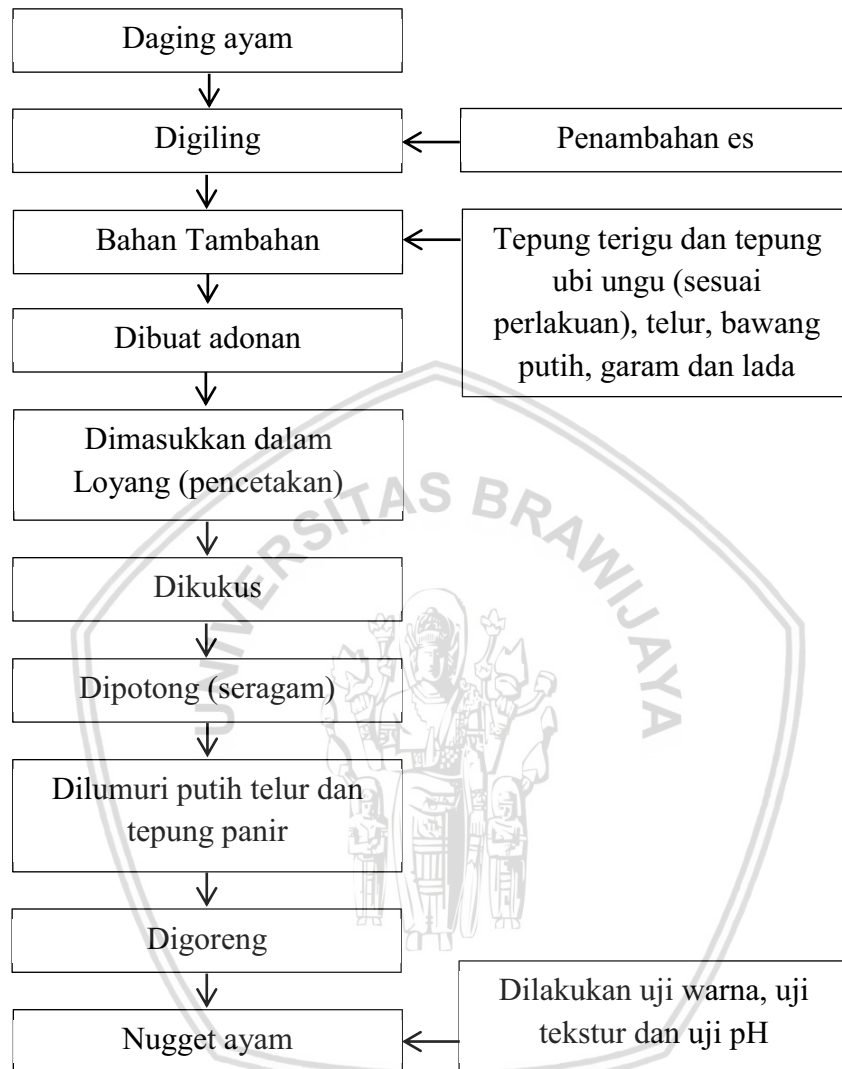 Daging ayam
Digiling
Penambahan es
Bahan Tambahan
Tepung terigu dan tepung
ubi ungu (sesuai
perlakuan), telur, bawang
putih, garam dan lada
Dibuat adonan
Dimasukkan dalam
Loyang (pencetakan)
Dikukus
Dipotong (seragam)
Dilumuri putih telur dan
tepung panir
Digoreng
Nugget ayam
Dilakukan uji warna, uji
tekstur dan uji pH
UNIVERSITAS BRAWIJAYA